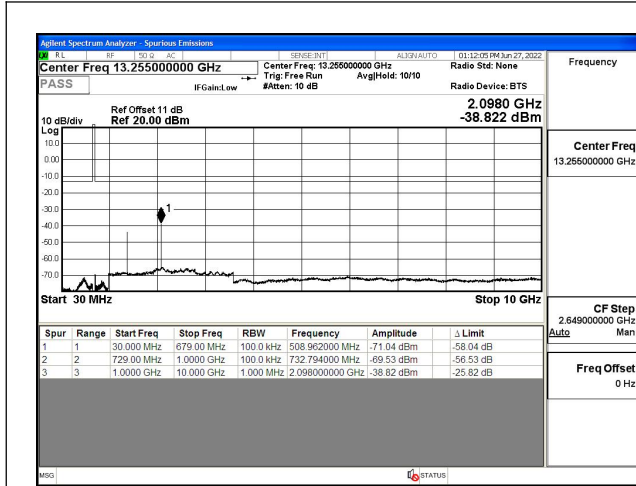 Agilent Spectrum Analyzer - Spurious Emissions
LXI RL RF 50 Ω AC SENSE:INT ALIGN AUTO 01:12:05 PM Jun 27, 2022
Center Freq 13.255000000 GHz
Center Freq: 13.255000000 GHz
Radio Std: None
Trig: Free Run Avg|Hold: 10/10
PASS
IFGain:Low
#Atten: 10 dB
Radio Device: BTS
Ref Offset 11 dB
2.0980 GHz
10 dB/div Ref 20.00 dBm
-38.822 dBm
Log
10.0
0.00
-10.0
-20.0
-30.0
1
-40.0
-50.0
-60.0
-70.0
Start 30 MHz
Stop 10 GHz
Spur Range Start Freq Stop Freq RBW Frequency Amplitude Δ Limit
1 1 30.000 MHz 679.00 MHz 100.0 kHz 508.962000 MHz -71.04 dBm -58.04 dB
2 2 729.00 MHz 1.0000 GHz 100.0 kHz 732.794000 MHz -69.53 dBm -56.53 dB
3 3 1.0000 GHz 10.000 GHz 1.000 MHz 2.098000000 GHz -38.82 dBm -25.82 dB
MSG
STATUS
Frequency
Center Freq
13.255000000 GHz
CF Step
2.649000000 GHz
Auto Man
Freq Offset
0 Hz